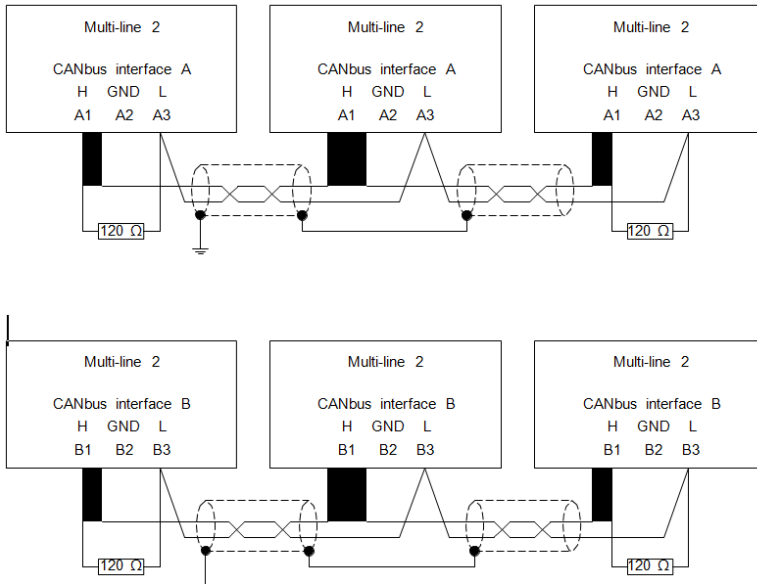 Multi-line 2 Multi-line 2 Multi-line 2
CANbus interface A CANbus interface A CANbus interface A
H GND L H GND L H GND L
A1 A2 A3 A1 A2 A3 A1 A2 A3
120 Ω 120 Ω
Multi-line 2 Multi-line 2 Multi-line 2
CANbus interface B CANbus interface B CANbus interface B
H GND L H GND L H GND L
B1 B2 B3 B1 B2 B3 B1 B2 B3
120 Ω 120 Ω